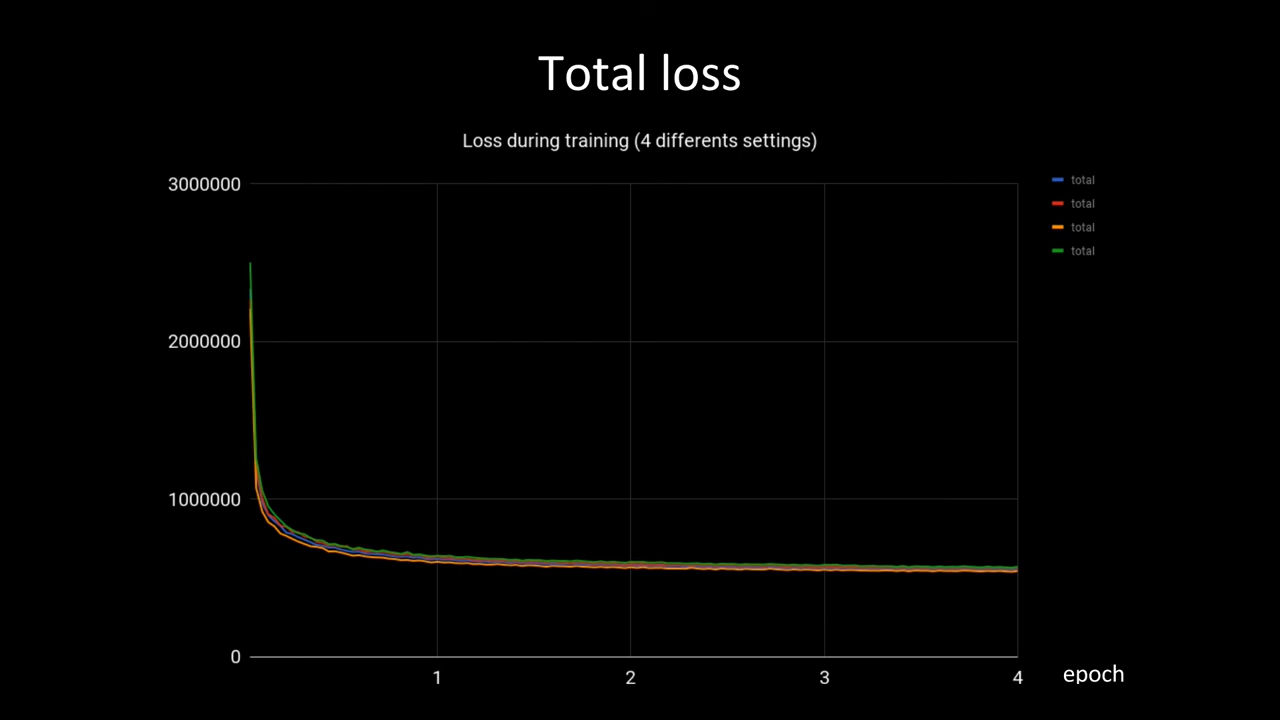 Total loss
Loss during training (4 differents settings)
3000000
2000000
1000000
0
1
2
3
4
epoch
total
total
total
total